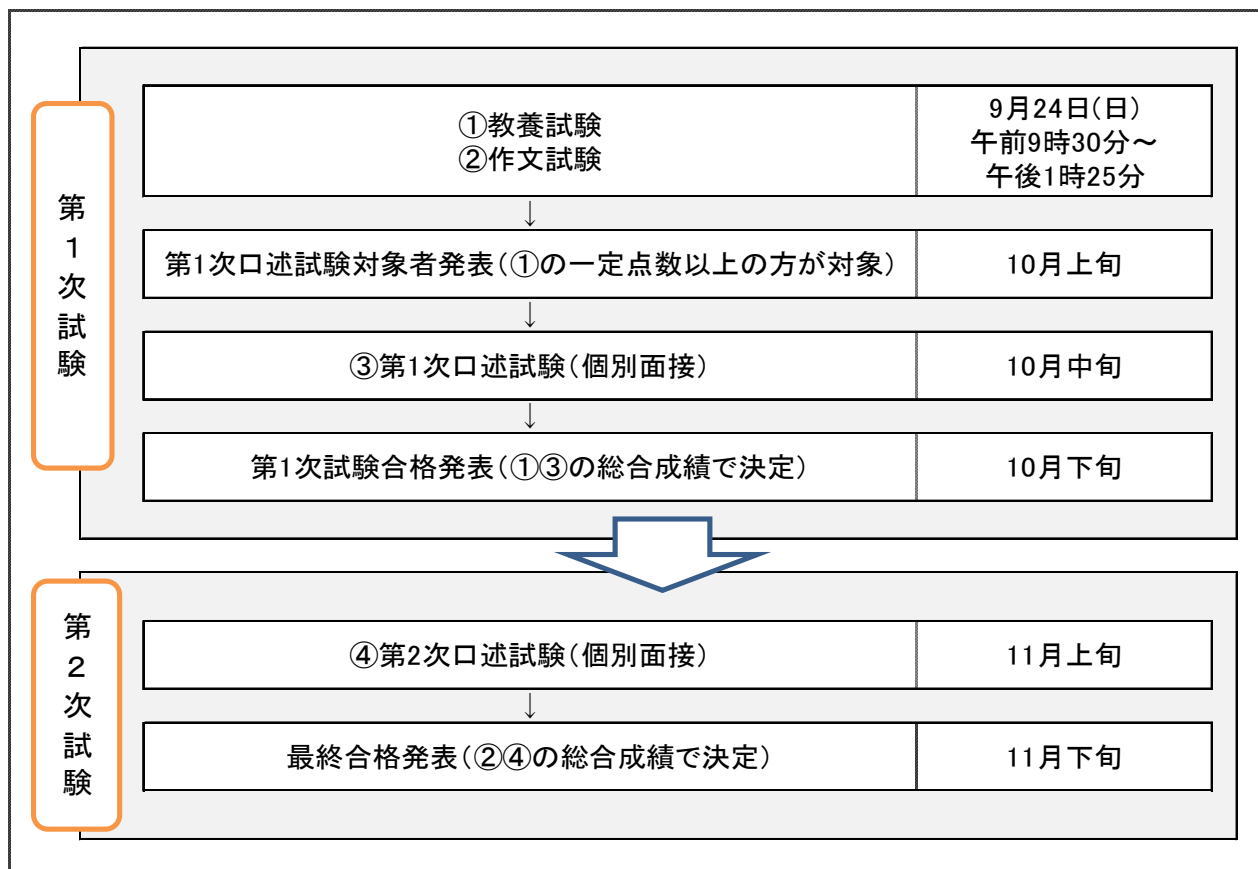 第1次試験
①教養試験
②作文試験
9月24日(日)
午前9時30分～
午後1時25分
↓
第1次口述試験対象者発表(①の一定点数以上の方が対象)
10月上旬
↓
③第1次口述試験(個別面接)
10月中旬
↓
第1次試験合格発表(①③の総合成績で決定)
10月下旬
第2次試験
④第2次口述試験(個別面接)
11月上旬
↓
最終合格発表(②④の総合成績で決定)
11月下旬